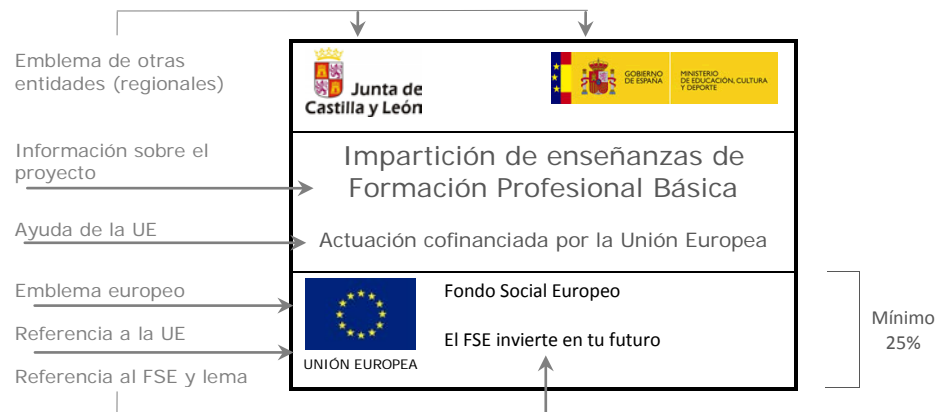 Emblema de otras
entidades (regionales)
Junta de
Castilla y León
GOBIERNO
DE ESPAÑA
MINISTERIO
DE EDUCACIÓN, CULTURA
Y DEPORTE
Información sobre el
proyecto
Impartición de enseñanzas de
Formación Profesional Básica
Ayuda de la UE
Actuación cofinanciada por la Unión Europea
Emblema europeo
Fondo Social Europeo
Referencia a la UE
El FSE invierte en tu futuro
UNIÓN EUROPEA
Referencia al FSE y lema
Mínimo
25%